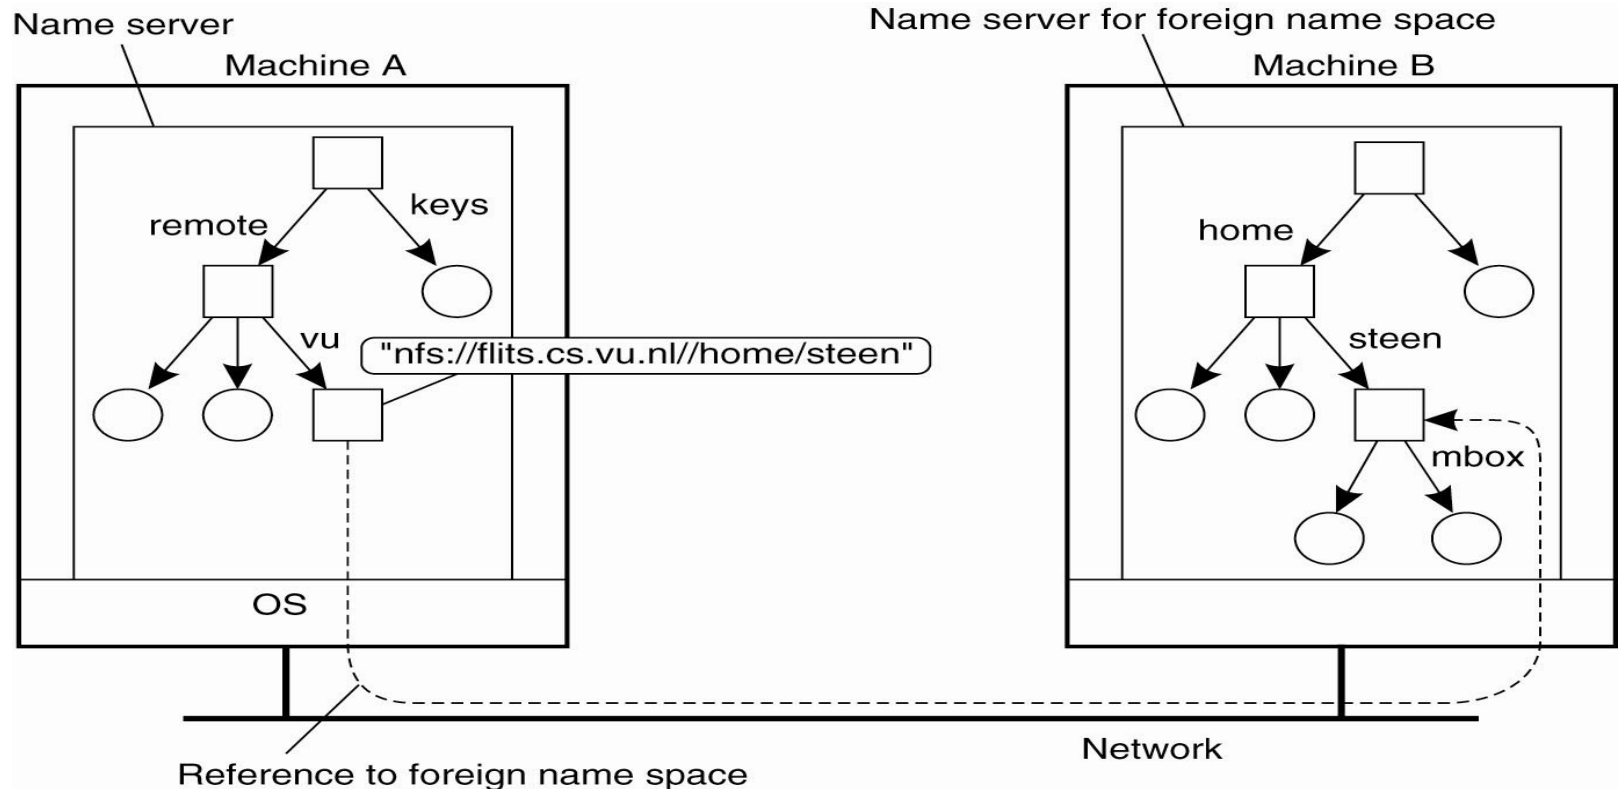 Name server
Name server for foreign name space
Machine A
Machine B
remote
keys
home
vu
"nfs://flits.cs.vu.nl//home/steen"
steen
mbox
OS
Network
Reference to foreign name space